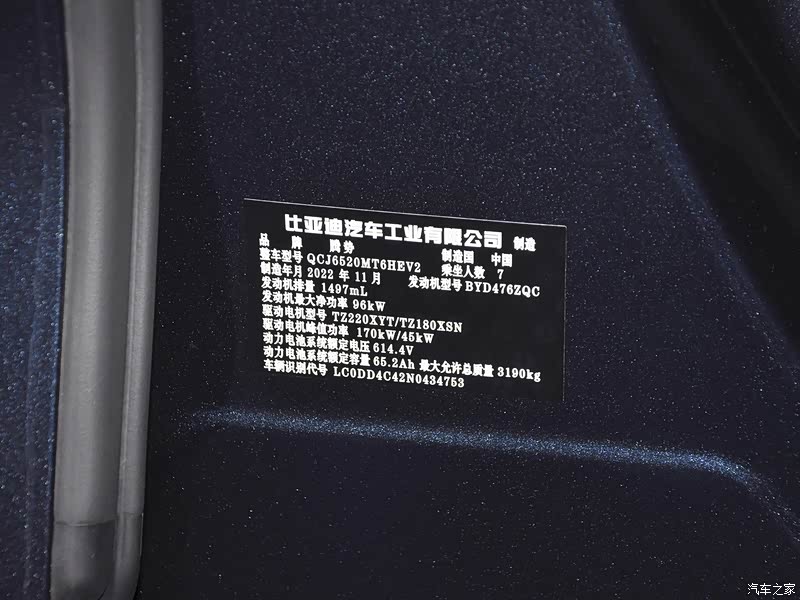 比亚迪汽车工业有限公司 制造
品 牌 腾势 制造国 中国
整车型号 QCJ6520MT6HEV2 乘坐人数 7
制造年月 2022 年 11 月 发动机型号 BYD476ZQC
发动机排量 1497mL
发动机最大净功率 96kW
驱动电机型号 TZ220XYT/TZ180XSN
驱动电机峰值功率 170kW/45kW
动力电池系统额定电压 614.4V
动力电池系统额定容量 65.2Ah 最大允许总质量 3190kg
车辆识别代号 LC0DD4C42N0434753
汽车之家